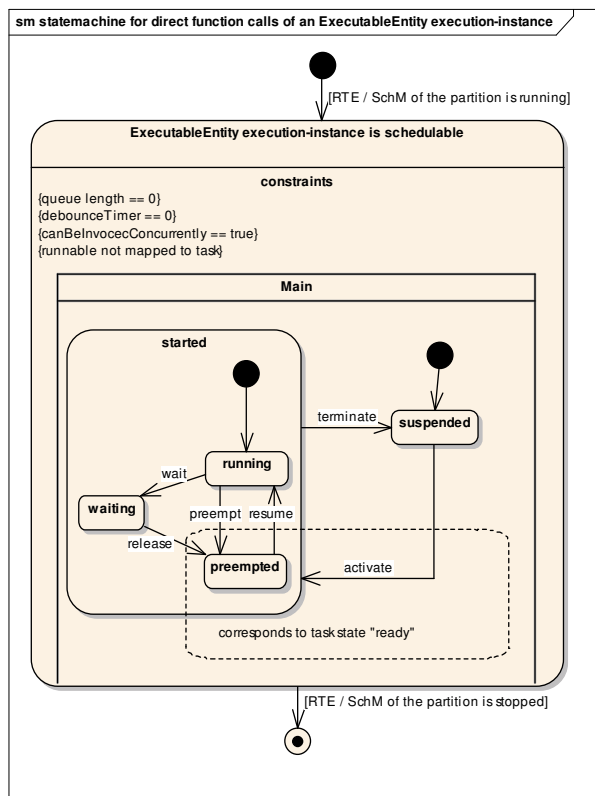 sm statemachine for direct function calls of an ExecutableEntity execution-instance
[RTE / SchM of the partition is running]
ExecutableEntity execution-instance is schedulable
constraints
{queue length == 0}
{debounceTimer == 0}
{canBeInvocecConcurrently == true}
{runnable not mapped to task}
Main
started
terminate
suspended
running
wait
waiting
preempt
resume
release
preempted
activate
corresponds to task state "ready"
[RTE / SchM of the partition is stopped]